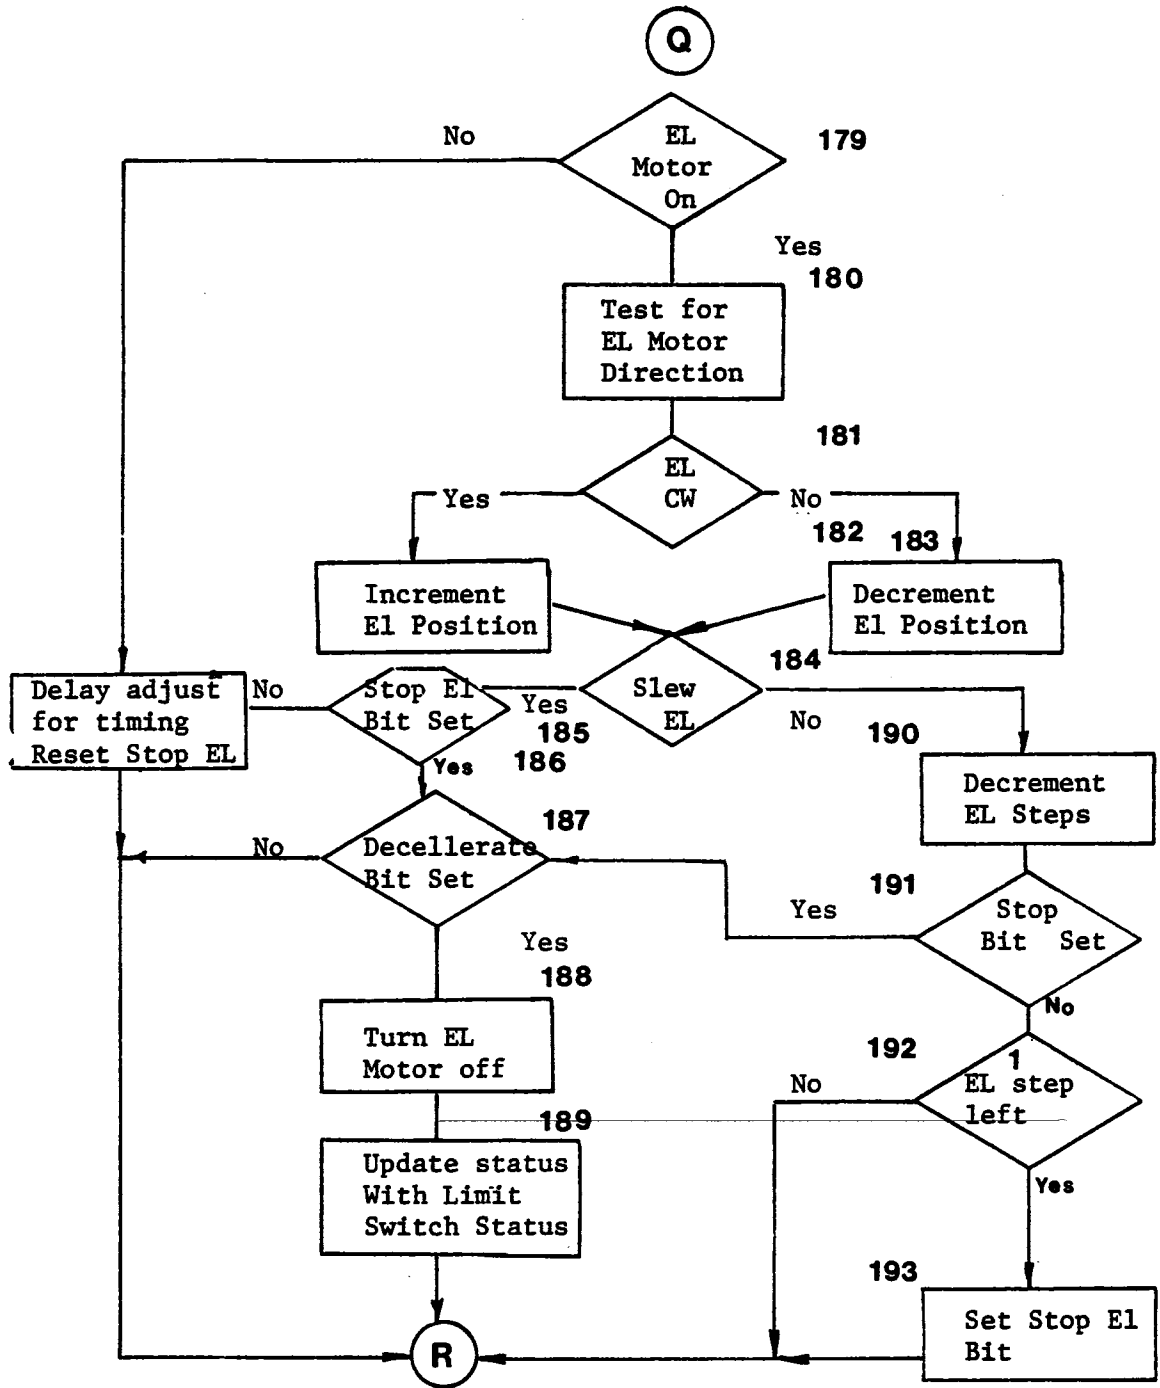 Q
No
EL
Motor
On
179
Yes
180
Test for
EL Motor
Direction
181
EL
CW
Yes
No
182
183
Increment
El Position
Decrement
El Position
184
Delay adjust
for timing
Reset Stop EL
No
Stop El
Bit Set
Yes
185
Slew
EL
No
190
186
Yes
Decrement
EL Steps
187
No
Decellerate
Bit Set
191
Yes
Stop
Bit Set
Yes
188
No
Turn EL
Motor off
192
No
1
EL step
left
189
Update status
With Limit
Switch Status
Yes
193
Set Stop El
Bit
R